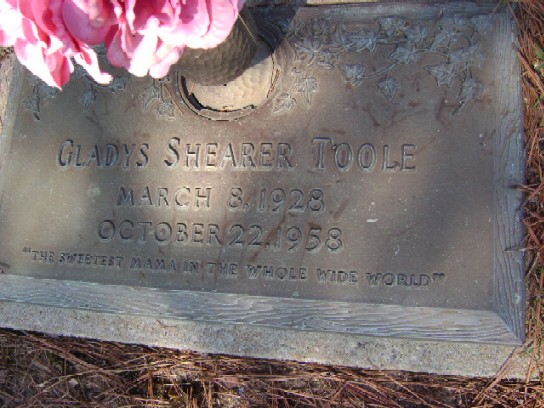 GLADYS SHEARER TOOLE
MARCH 8, 1928
OCTOBER 22, 1958
"THE SWEETEST MAMA IN THE WHOLE WIDE WORLD"